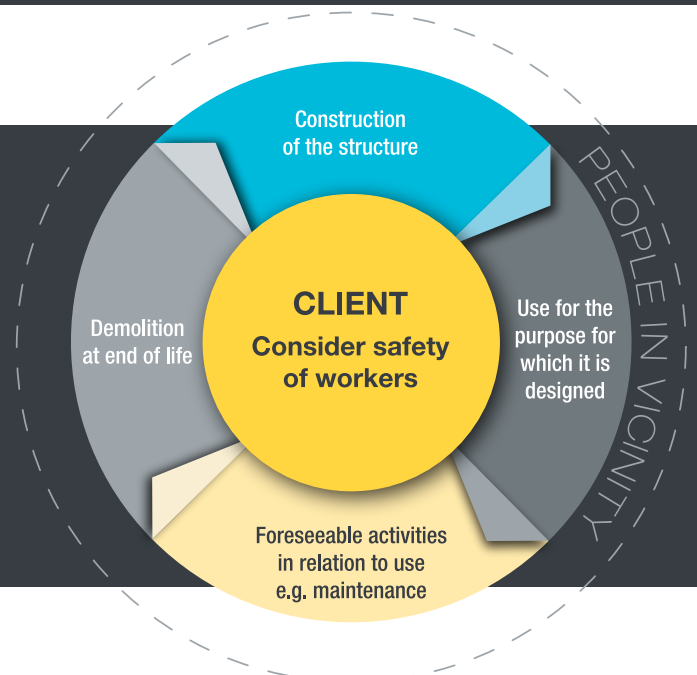 Construction
of the structure
PEOPLE IN VICINITY
CLIENT
Consider safety
of workers
Use for the
purpose for
which it is
designed
Demolition
at end of life
Foreseeable activities
in relation to use
e.g. maintenance